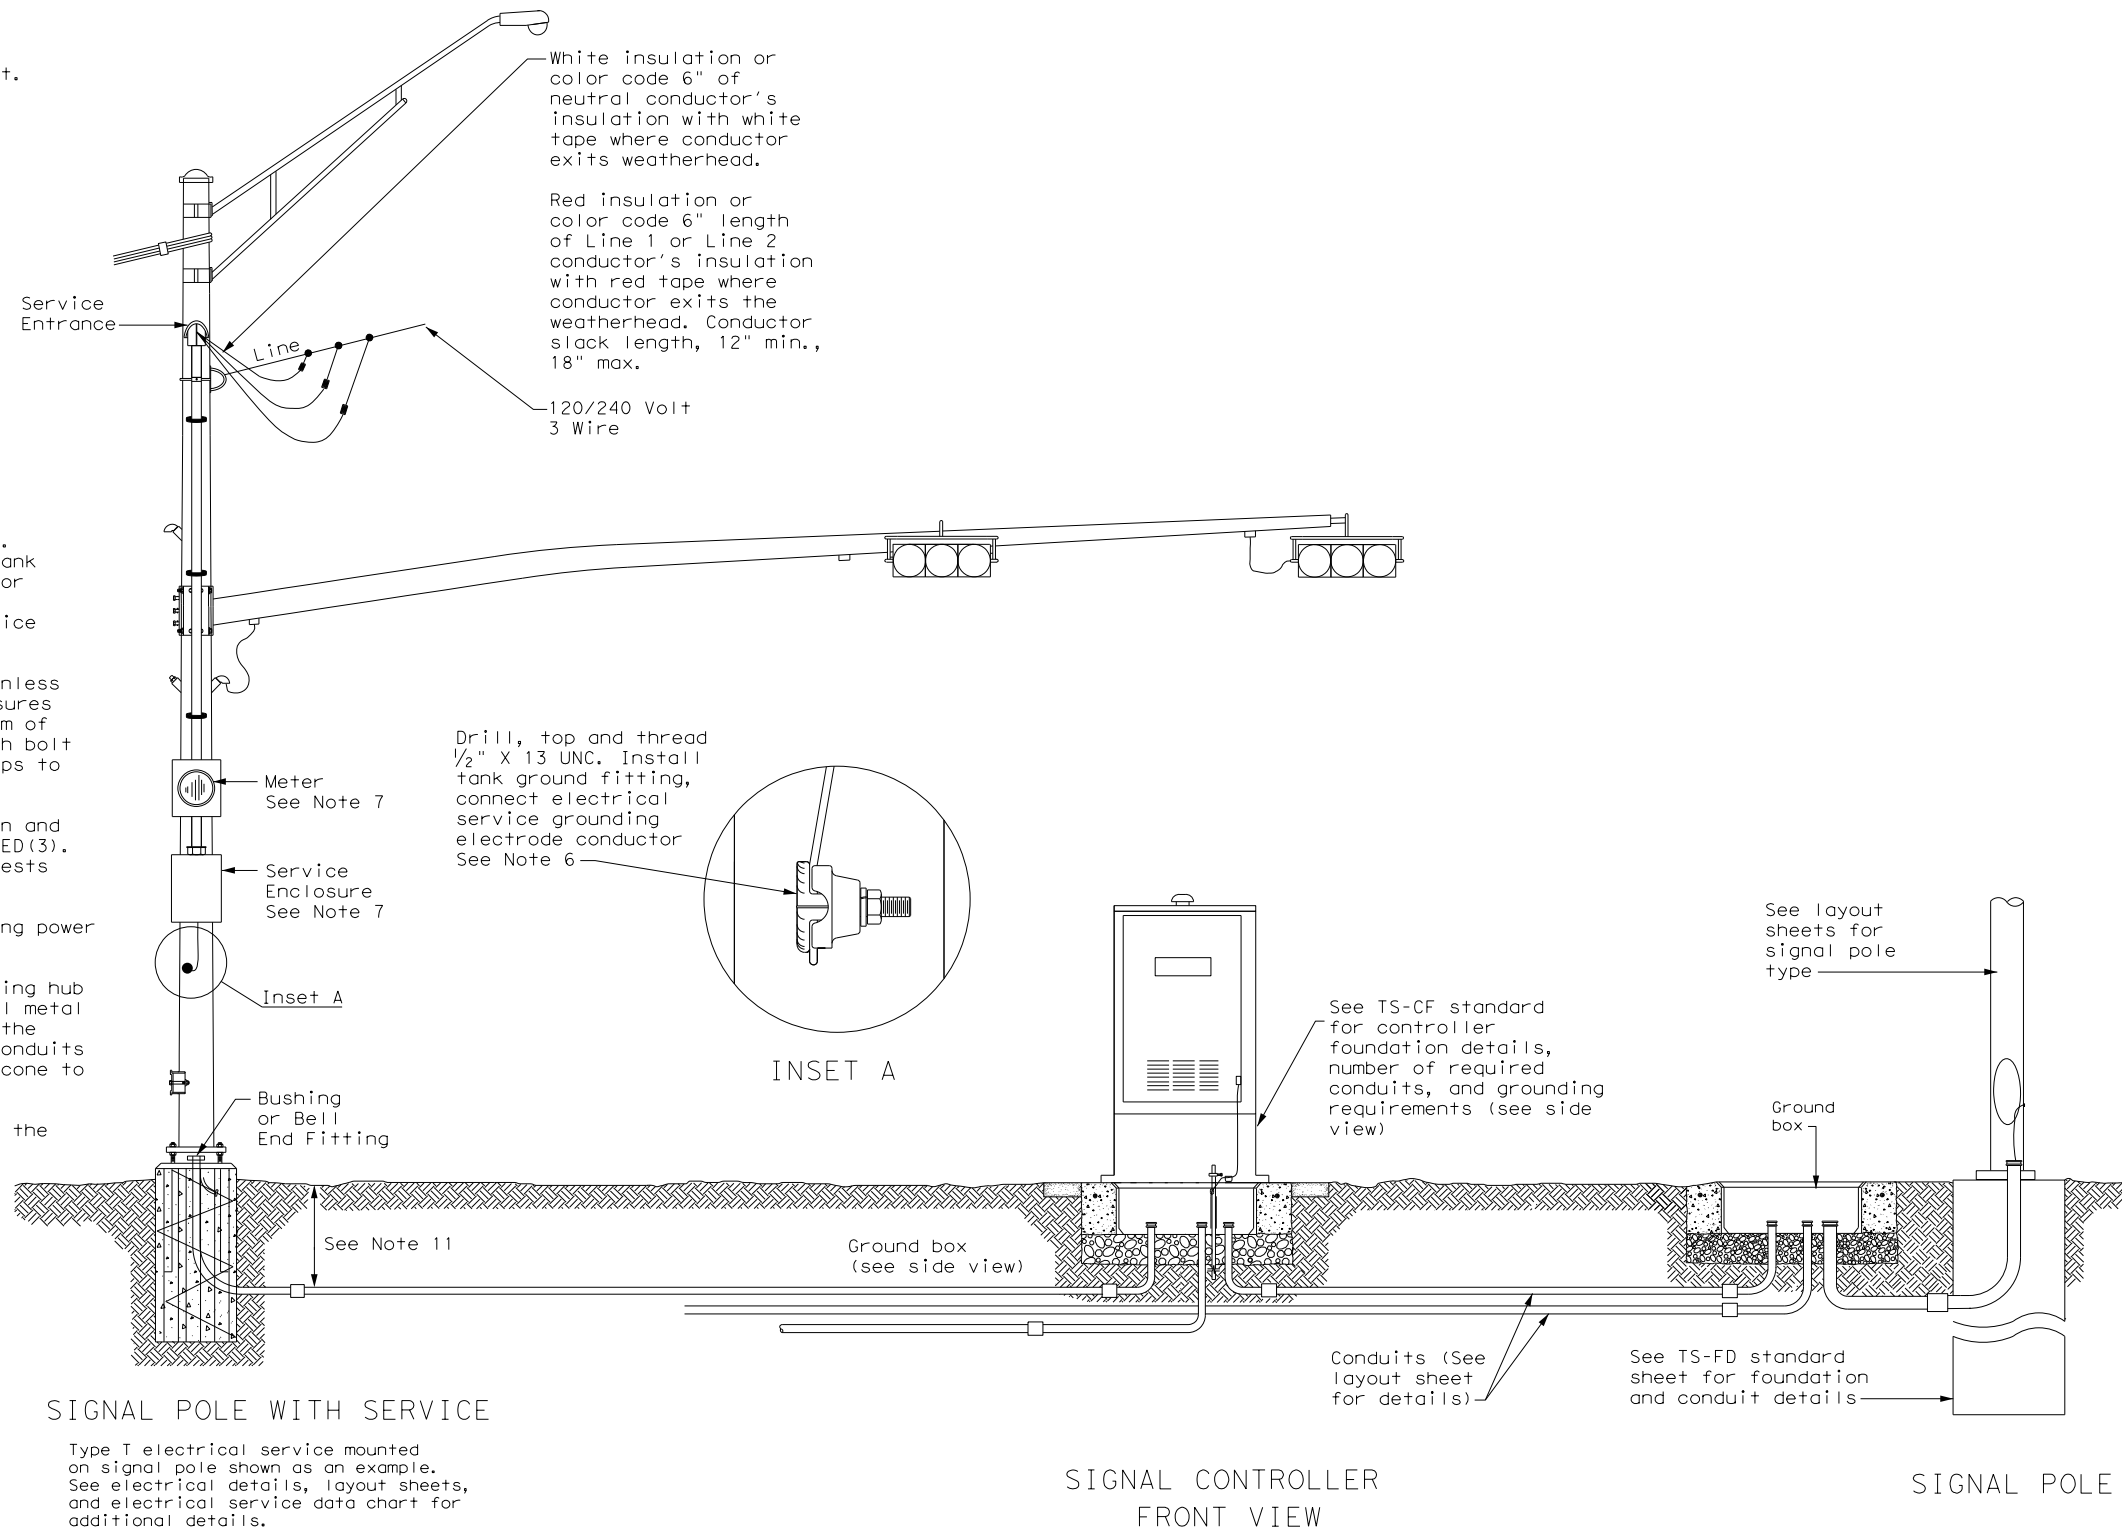 t.
ank
or
ice
nless
sures
m of
h bolt
ps to
n and
ED(3).
ests
ng power
ing hub
l metal
the
onduits
cone to
the
White insulation or
color code 6" of
neutral conductor's
insulation with white
tape where conductor
exits weatherhead.
Red insulation or
color code 6" length
of Line 1 or Line 2
conductor's insulation
with red tape where
conductor exits the
weatherhead. Conductor
slack length, 12" min.,
18" max.
120/240 Volt
3 Wire
Service
Entrance
Line
Meter
See Note 7
Service
Enclosure
See Note 7
Inset A
Bushing
or Bell
End Fitting
See Note 11
Drill, top and thread
1/2" X 13 UNC. Install
tank ground fitting,
connect electrical
service grounding
electrode conductor
See Note 6
INSET A
See TS-CF standard
for controller
foundation details,
number of required
conduits, and grounding
requirements (see side
view)
See layout
sheets for
signal pole
type
Ground
box
Ground box
(see side view)
Conduits (See
layout sheet
for details)
See TS-FD standard
sheet for foundation
and conduit details
SIGNAL POLE WITH SERVICE
Type T electrical service mounted
on signal pole shown as an example.
See electrical details, layout sheets,
and electrical service data chart for
additional details.
SIGNAL CONTROLLER
FRONT VIEW
SIGNAL POLE